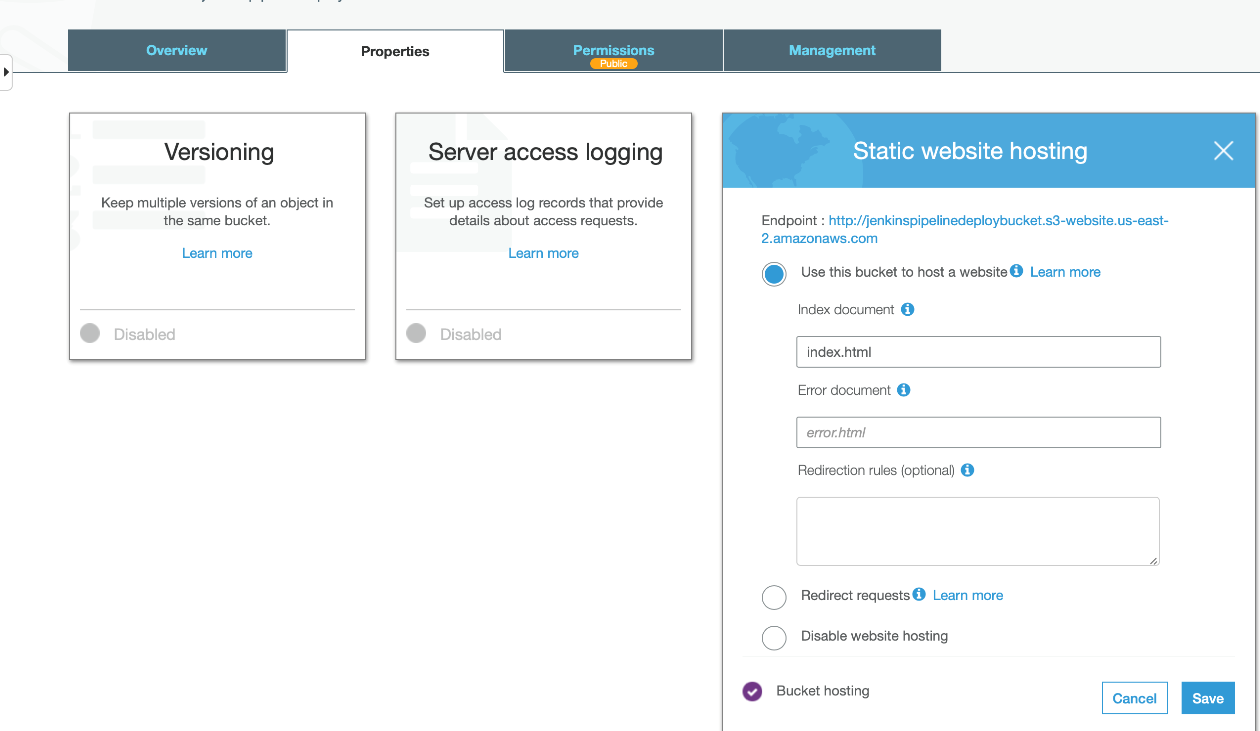 Overview
Properties
Permissions
Public
Management
Versioning
Keep multiple versions of an object in
the same bucket.
Learn more
Disabled
Server access logging
Set up access log records that provide
details about access requests.
Learn more
Disabled
Static website hosting
Endpoint : http://jenkinspipelinedeploybucket.s3-website.us-east-
2.amazonaws.com
Use this bucket to host a website Learn more
Index document
index.html
Error document
error.html
Redirection rules (optional)
Redirect requests Learn more
Disable website hosting
Bucket hosting
Cancel
Save